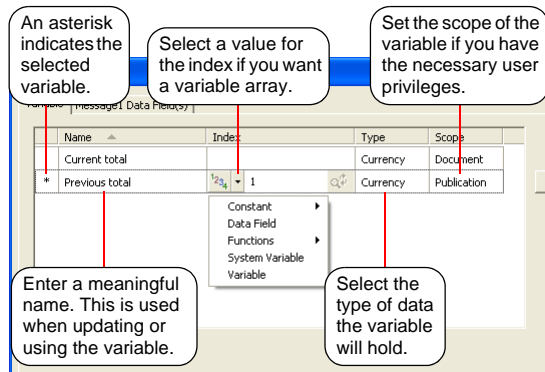 An asterisk
indicates the
selected
variable.
Select a value for
the index if you want
a variable array.
Set the scope of the
variable if you have
the necessary user
privileges.
Message1 Data Field(s)
Name Index Type Scope
Current total Currency Document
* Previous total 1234 1 Currency Publication
Constant
Data Field
Functions
System Variable
Variable
Enter a meaningful
name. This is used
when updating or
using the variable.
Select the
type of data
the variable
will hold.